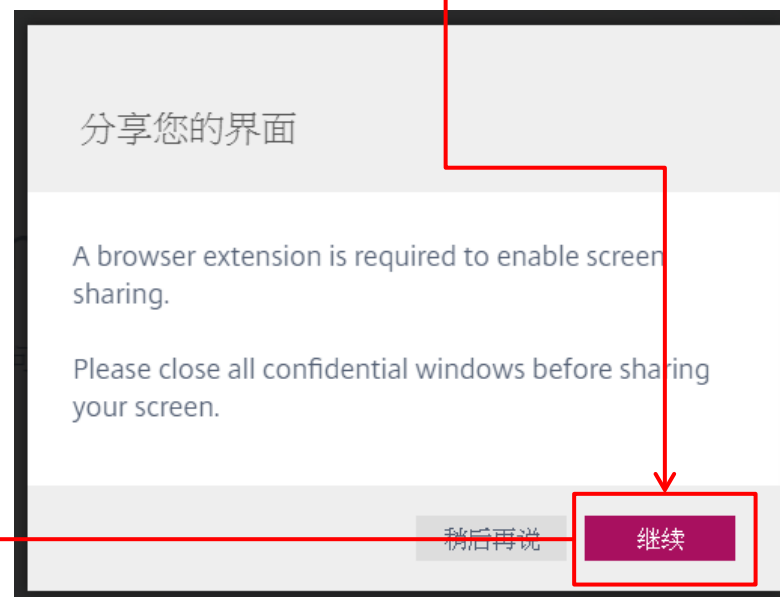 分享您的界面
A browser extension is required to enable screen
sharing.
Please close all confidential windows before sharing
your screen.
稍后再说
继续